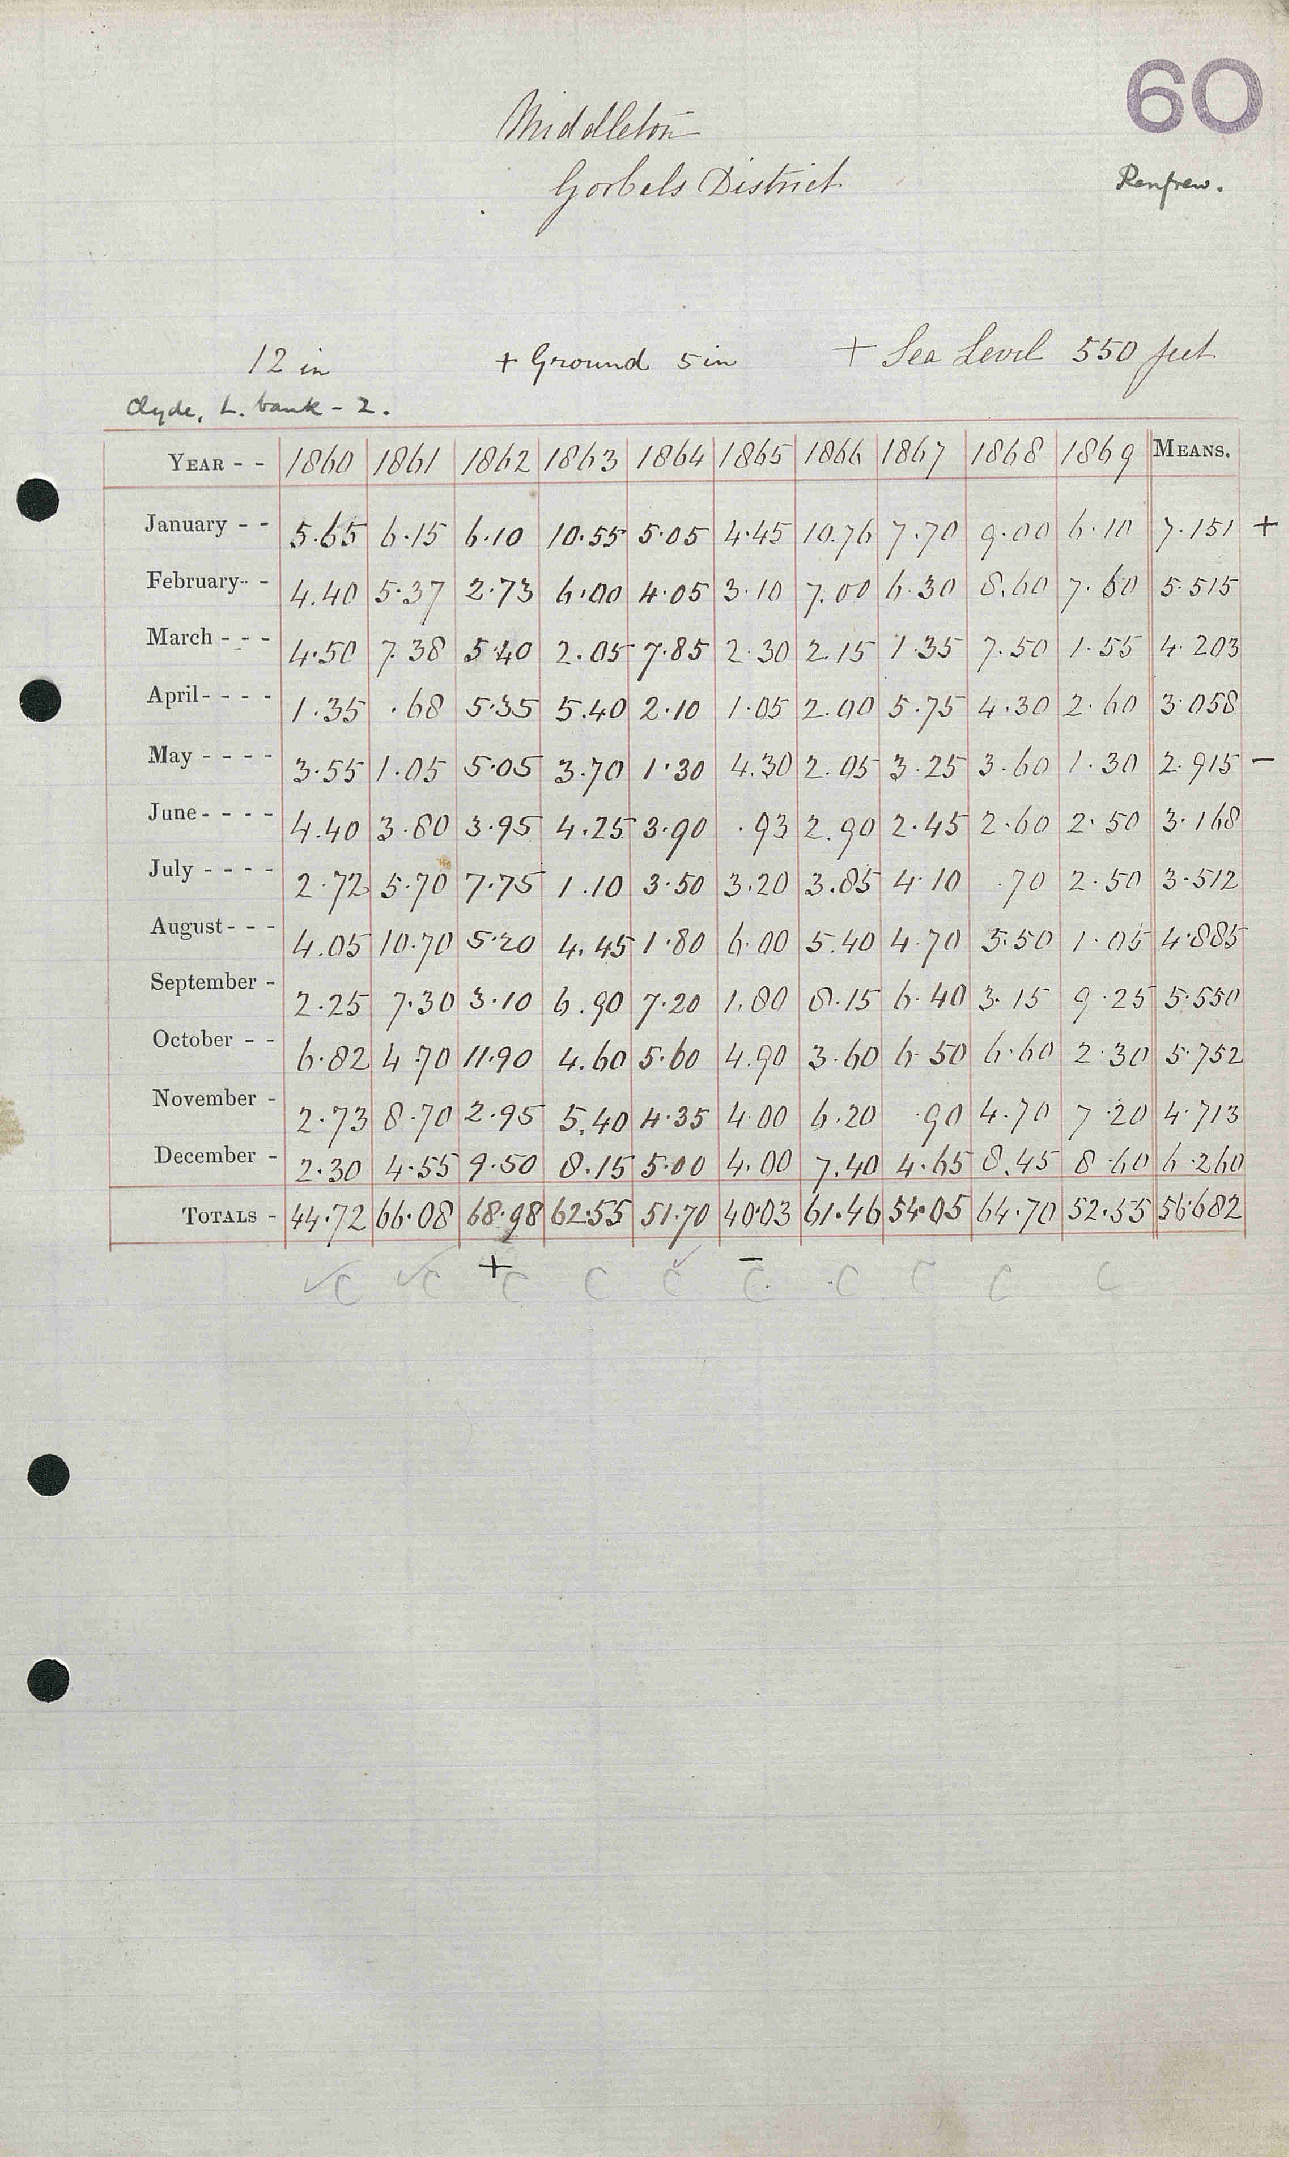 60
Middleton
Gorbels District
Renfrew.
12 in + Ground 5 in + Sea Level 550 feet
Clyde, L. bank - 2.
YEAR - - 1860 1861 1862 1863 1864 1865 1866 1867 1868 1869 MEANS.
January - - 5.65 6.15 6.10 10.55 5.05 4.45 10.76 7.70 9.00 6.10 7.151 +
February - - 4.40 5.37 2.73 6.00 4.05 3.10 7.00 6.30 8.60 7.60 5.515
March - - - 4.50 7.38 5.40 2.05 7.85 2.30 2.15 1.35 7.50 1.55 4.203
April - - - - 1.35 .68 5.35 5.40 2.10 1.05 2.00 5.75 4.30 2.60 3.058
May - - - - 3.55 1.05 5.05 3.70 1.30 4.30 2.05 3.25 3.60 1.30 2.915 -
June - - - - 4.40 3.80 3.95 4.25 3.90 .93 2.90 2.45 2.60 2.50 3.168
July - - - - 2.72 5.70 7.75 1.10 3.50 3.20 3.85 4.10 .70 2.50 3.512
August - - - 4.05 10.70 5.20 4.45 1.80 6.00 5.40 4.70 5.50 1.05 4.885
September - 2.25 7.30 3.10 6.90 7.20 1.80 8.15 6.40 3.15 9.25 5.550
October - - 6.82 4.70 11.90 4.60 5.60 4.90 3.60 6.50 6.60 2.30 5.752
November - 2.73 8.70 2.95 5.40 4.35 4.00 6.20 .90 4.70 7.20 4.713
December - 2.30 4.55 9.50 8.15 5.00 4.00 7.40 4.65 8.45 8.60 6.260
TOTALS - 44.72 66.08 68.98 62.55 51.70 40.03 61.46 54.05 64.70 52.55 56.682
+ -
✓C ✓C C C C C C C C C